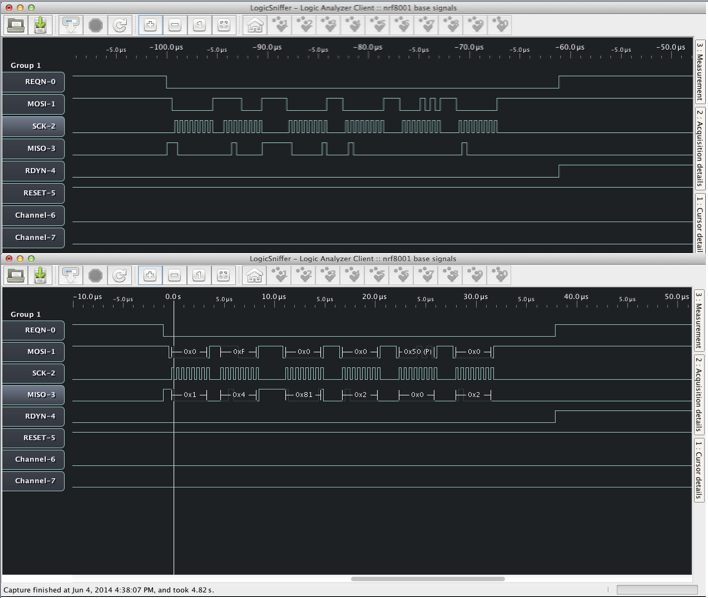 LogicSniffer - Logic Analyzer Client :: nrf8001 base signals
-5.0µs -100.0µs -5.0µs -90.0µs -5.0µs -80.0µs -5.0µs -70.0µs -5.0µs -60.0µs -5.0µs -50.0µs
Group 1
REQN-0
MOSI-1
SCK-2
MISO-3
RDYN-4
RESET-5
Channel-6
Channel-7
3 : Measurement
2 : Acquisition details
1 : Cursor detai
LogicSniffer - Logic Analyzer Client :: nrf8001 base signals
-10.0µs -5.0µs 0.0s 5.0µs 10.0µs 5.0µs 20.0µs 5.0µs 30.0µs 5.0µs 40.0µs 5.0µs 50.0µs
Group 1
REQN-0
MOSI-1 0x0 0xF 0x0 0x0 0x50 (P) 0x0
SCK-2
MISO-3 0x1 0x4 0x81 0x2 0x0 0x2
RDYN-4
RESET-5
Channel-6
Channel-7
3 : Measurement
2 : Acquisition details
1 : Cursor details
Capture finished at Jun 4, 2014 4:38:07 PM, and took 4.82 s.